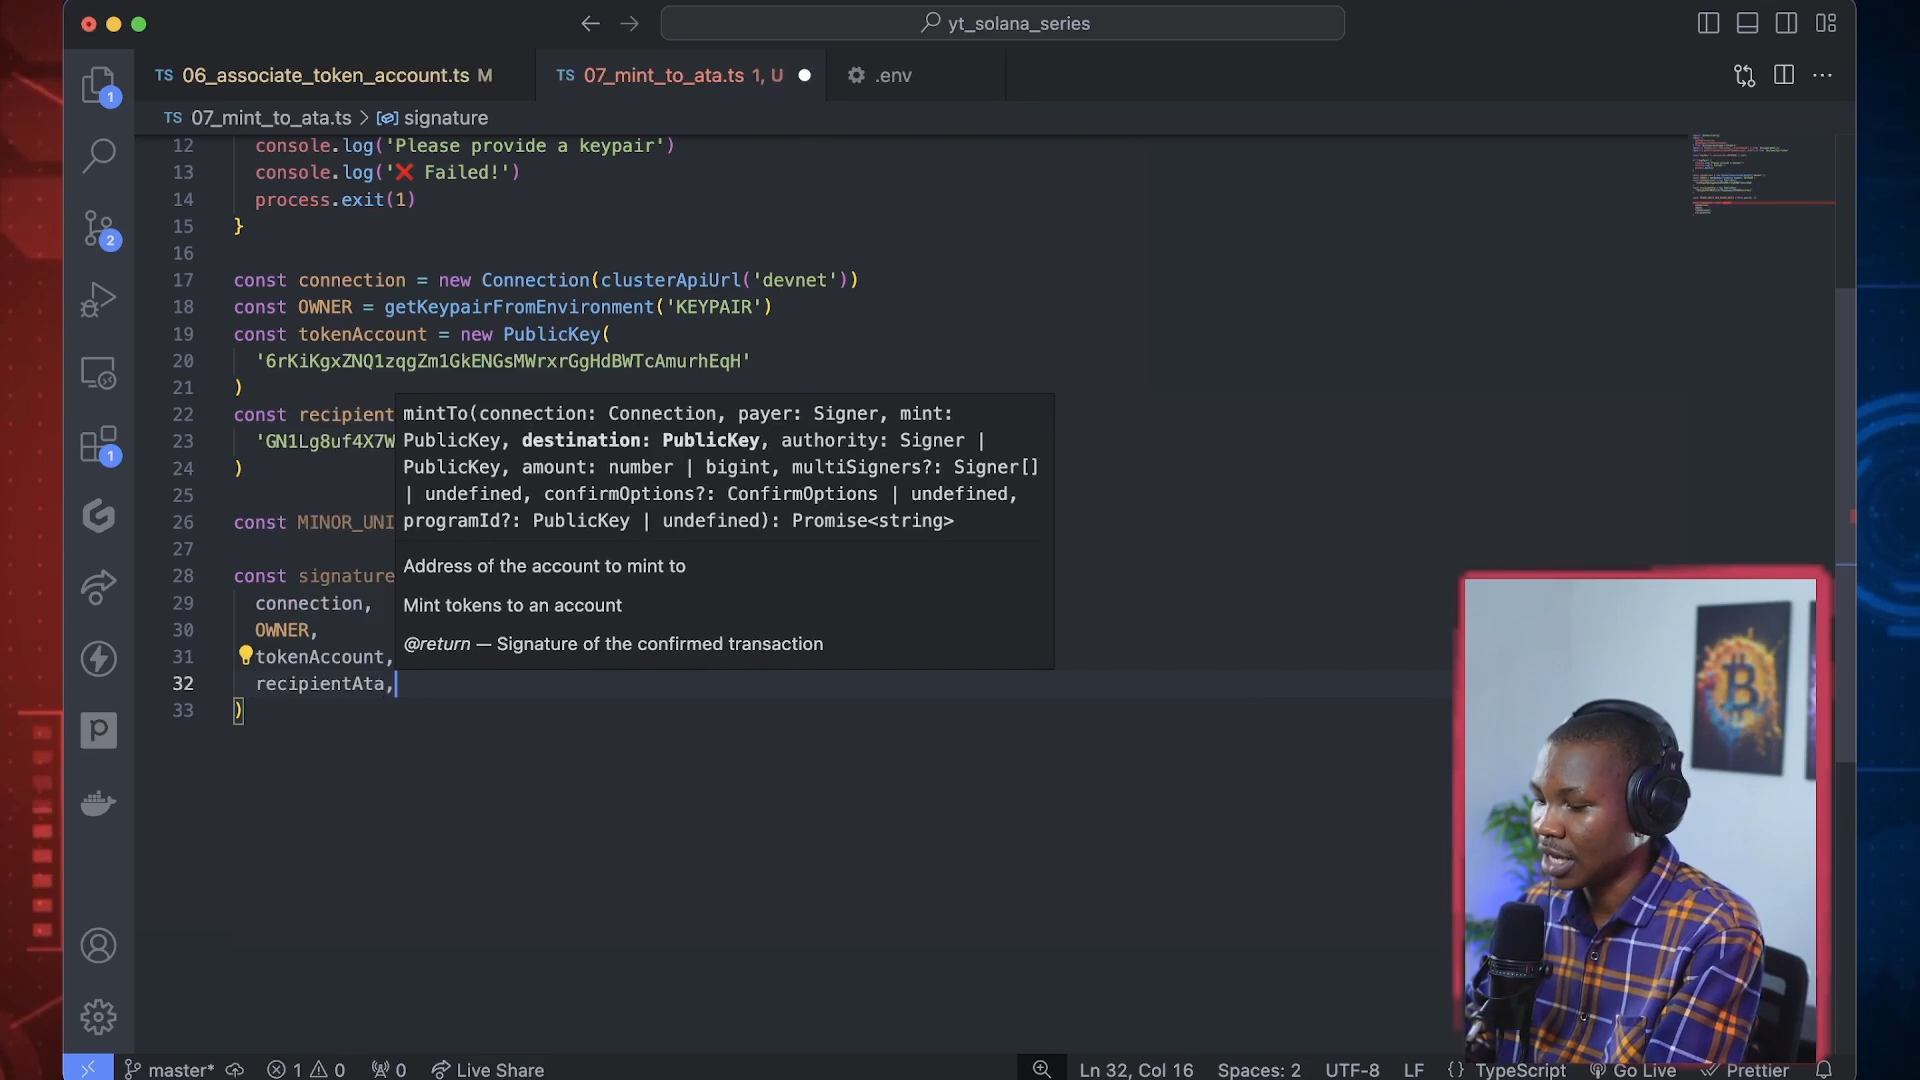 yt_solana_series
TS 06_associate_token_account.ts M
TS 07_mint_to_ata.ts 1, U
.env
TS 07_mint_to_ata.ts > signature
12 console.log('Please provide a keypair')
13 console.log('❌ Failed!')
14 process.exit(1)
15 }
16
17 const connection = new Connection(clusterApiUrl('devnet'))
18 const OWNER = getKeypairFromEnvironment('KEYPAIR')
19 const tokenAccount = new PublicKey(
20 '6rKiKgxZNQ1zqgZm1GkENGsMWrxrGgHdBWTcAmurhEqH'
21 )
22 const recipient
23 'GN1Lg8uf4X7W
24 )
25
26 const MINOR_UNI
27
28 const signature
29 connection,
30 OWNER,
31 tokenAccount,
32 recipientAta,
33 )
mintTo(connection: Connection, payer: Signer, mint:
PublicKey, destination: PublicKey, authority: Signer |
PublicKey, amount: number | bigint, multiSigners?: Signer[]
| undefined, confirmOptions?: ConfirmOptions | undefined,
programId?: PublicKey | undefined): Promise<string>
Address of the account to mint to
Mint tokens to an account
@return — Signature of the confirmed transaction
1
2
1
master* 1 0 0 Live Share
Ln 32, Col 16 Spaces: 2 UTF-8 LF {} TypeScript Go Live Prettier